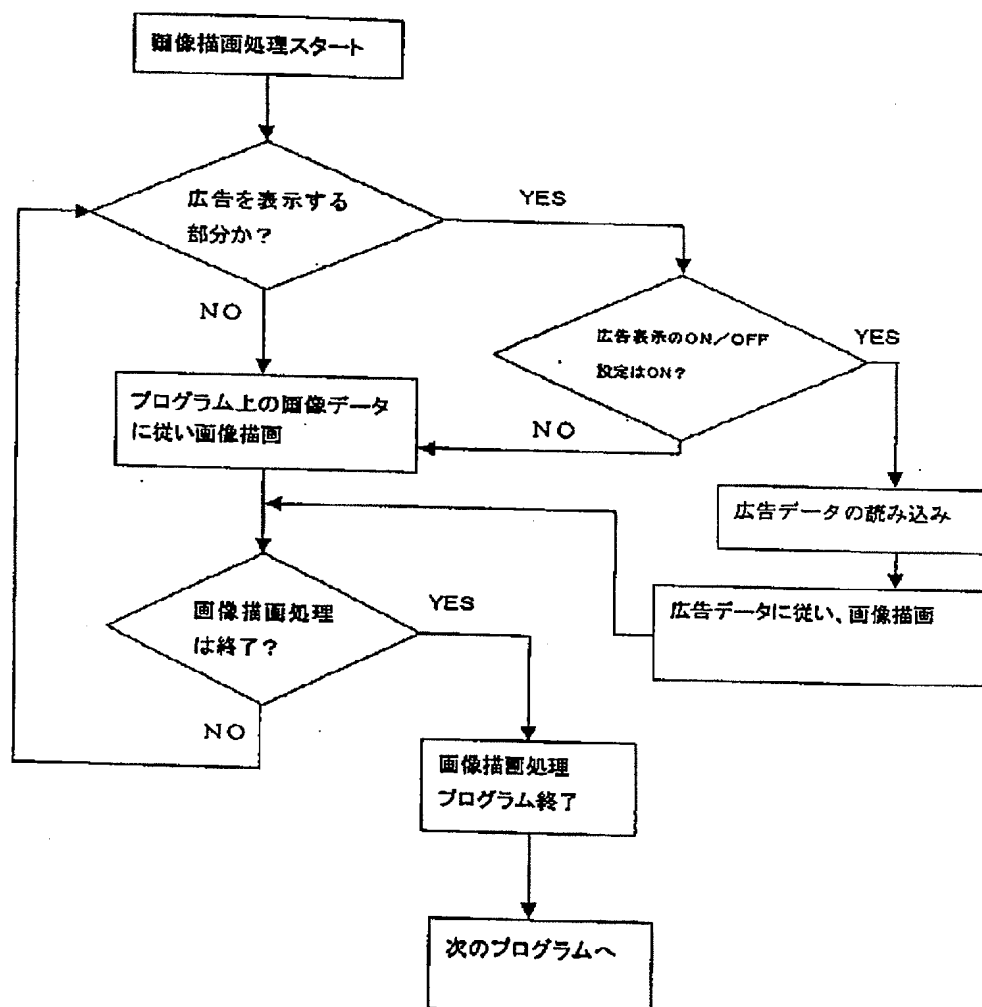 画像描画処理スタート
広告を表示する
部分か?
YES
NO
広告表示のON/OFF
設定はON?
YES
NO
プログラム上の画像データ
に従い画像描画
広告データの読み込み
広告データに従い、画像描画
画像描画処理
は終了?
YES
NO
画像描画処理
プログラム終了
次のプログラムへ